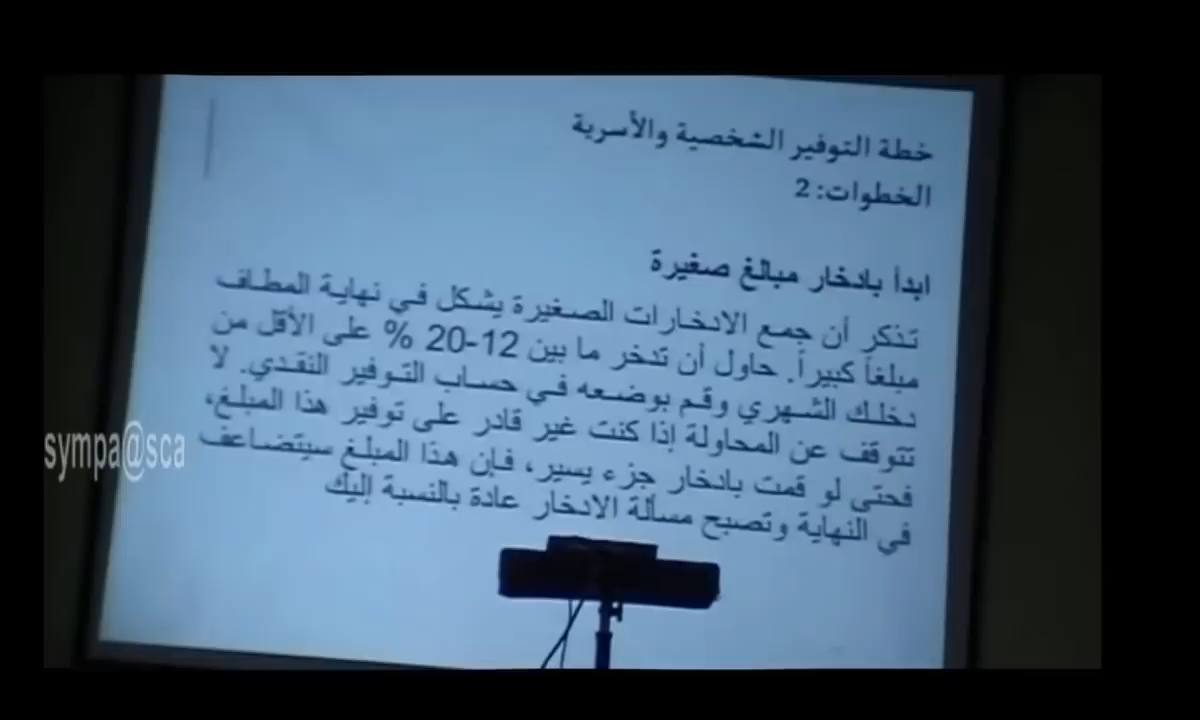 خطة التوفير الشخصية والأسرية
الخطوات: 2
ابدأ بادخار مبالغ صغيرة
تذكر أن جمع الادخارات الصغيرة يشكل في نهاية المطاف
مبلغاً كبيراً. حاول أن تدخر ما بين 12-20 % على الأقل من
دخلك الشهري وقم بوضعه في حساب التوفير النقدي. لا
تتوقف عن المحاولة إذا كنت غير قادر على توفير هذا المبلغ،
فحتى لو قمت بادخار جزء يسير، فإن هذا المبلغ سيتضاعف
في النهاية وتصبح مسألة الادخار عادة بالنسبة إليك
sympa@sca